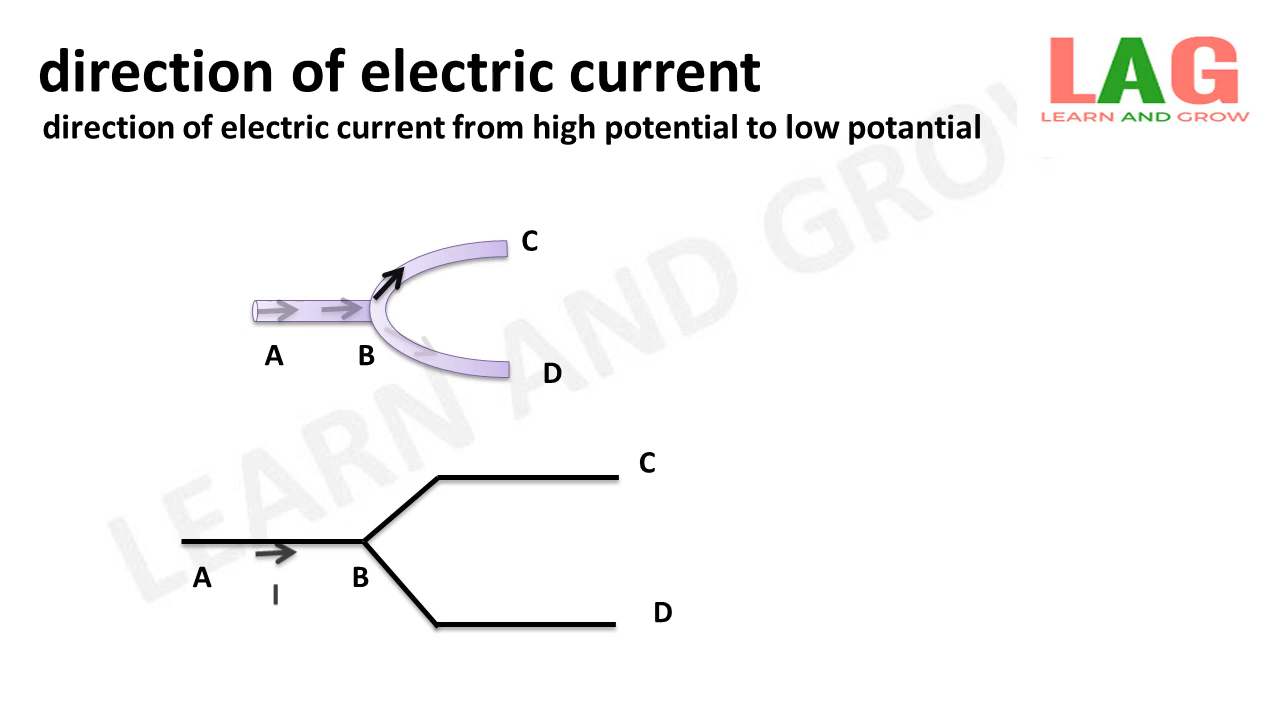 direction of electric current
direction of electric current from high potential to low potantial
LAG
LEARN AND GROW
LEARN AND GROW
C
A
B
D
C
A
I
B
D